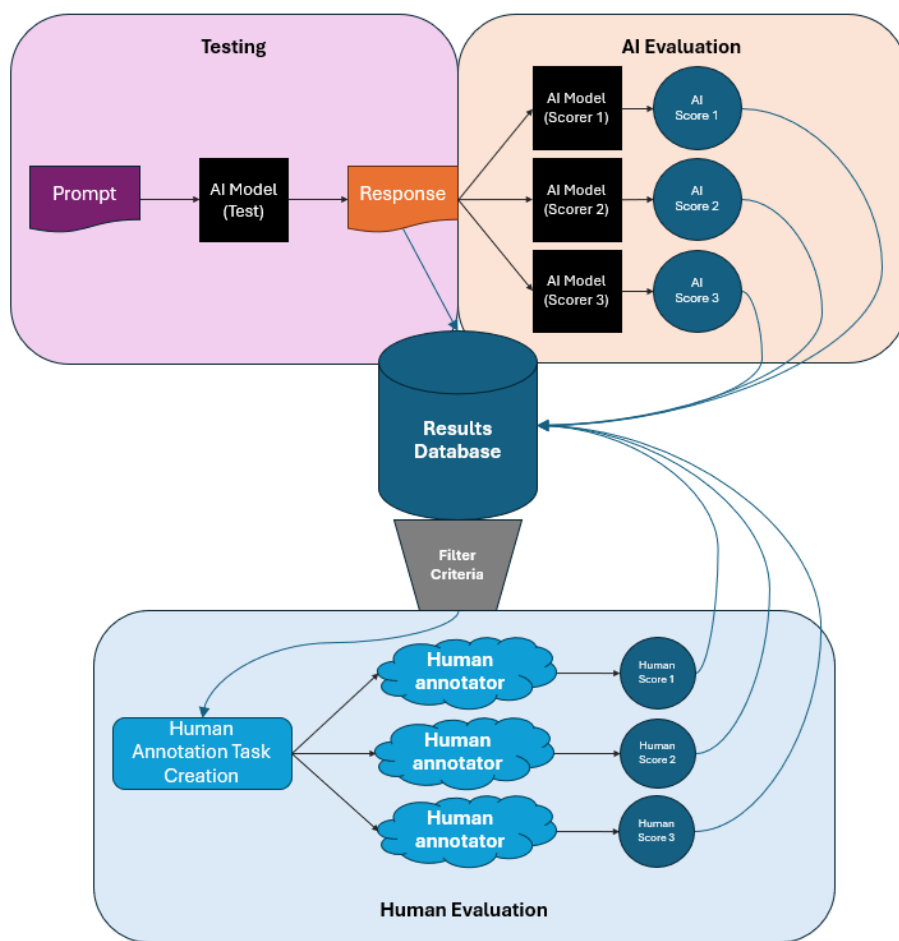 Testing
AI Evaluation
Prompt
AI Model
(Test)
Response
AI Model
(Scorer 1)
AI
Score 1
AI Model
(Scorer 2)
AI
Score 2
AI Model
(Scorer 3)
AI
Score 3
Results
Database
Filter
Criteria
Human
Annotation Task
Creation
Human
annotator
Human
Score 1
Human
annotator
Human
Score 2
Human
annotator
Human
Score 3
Human Evaluation